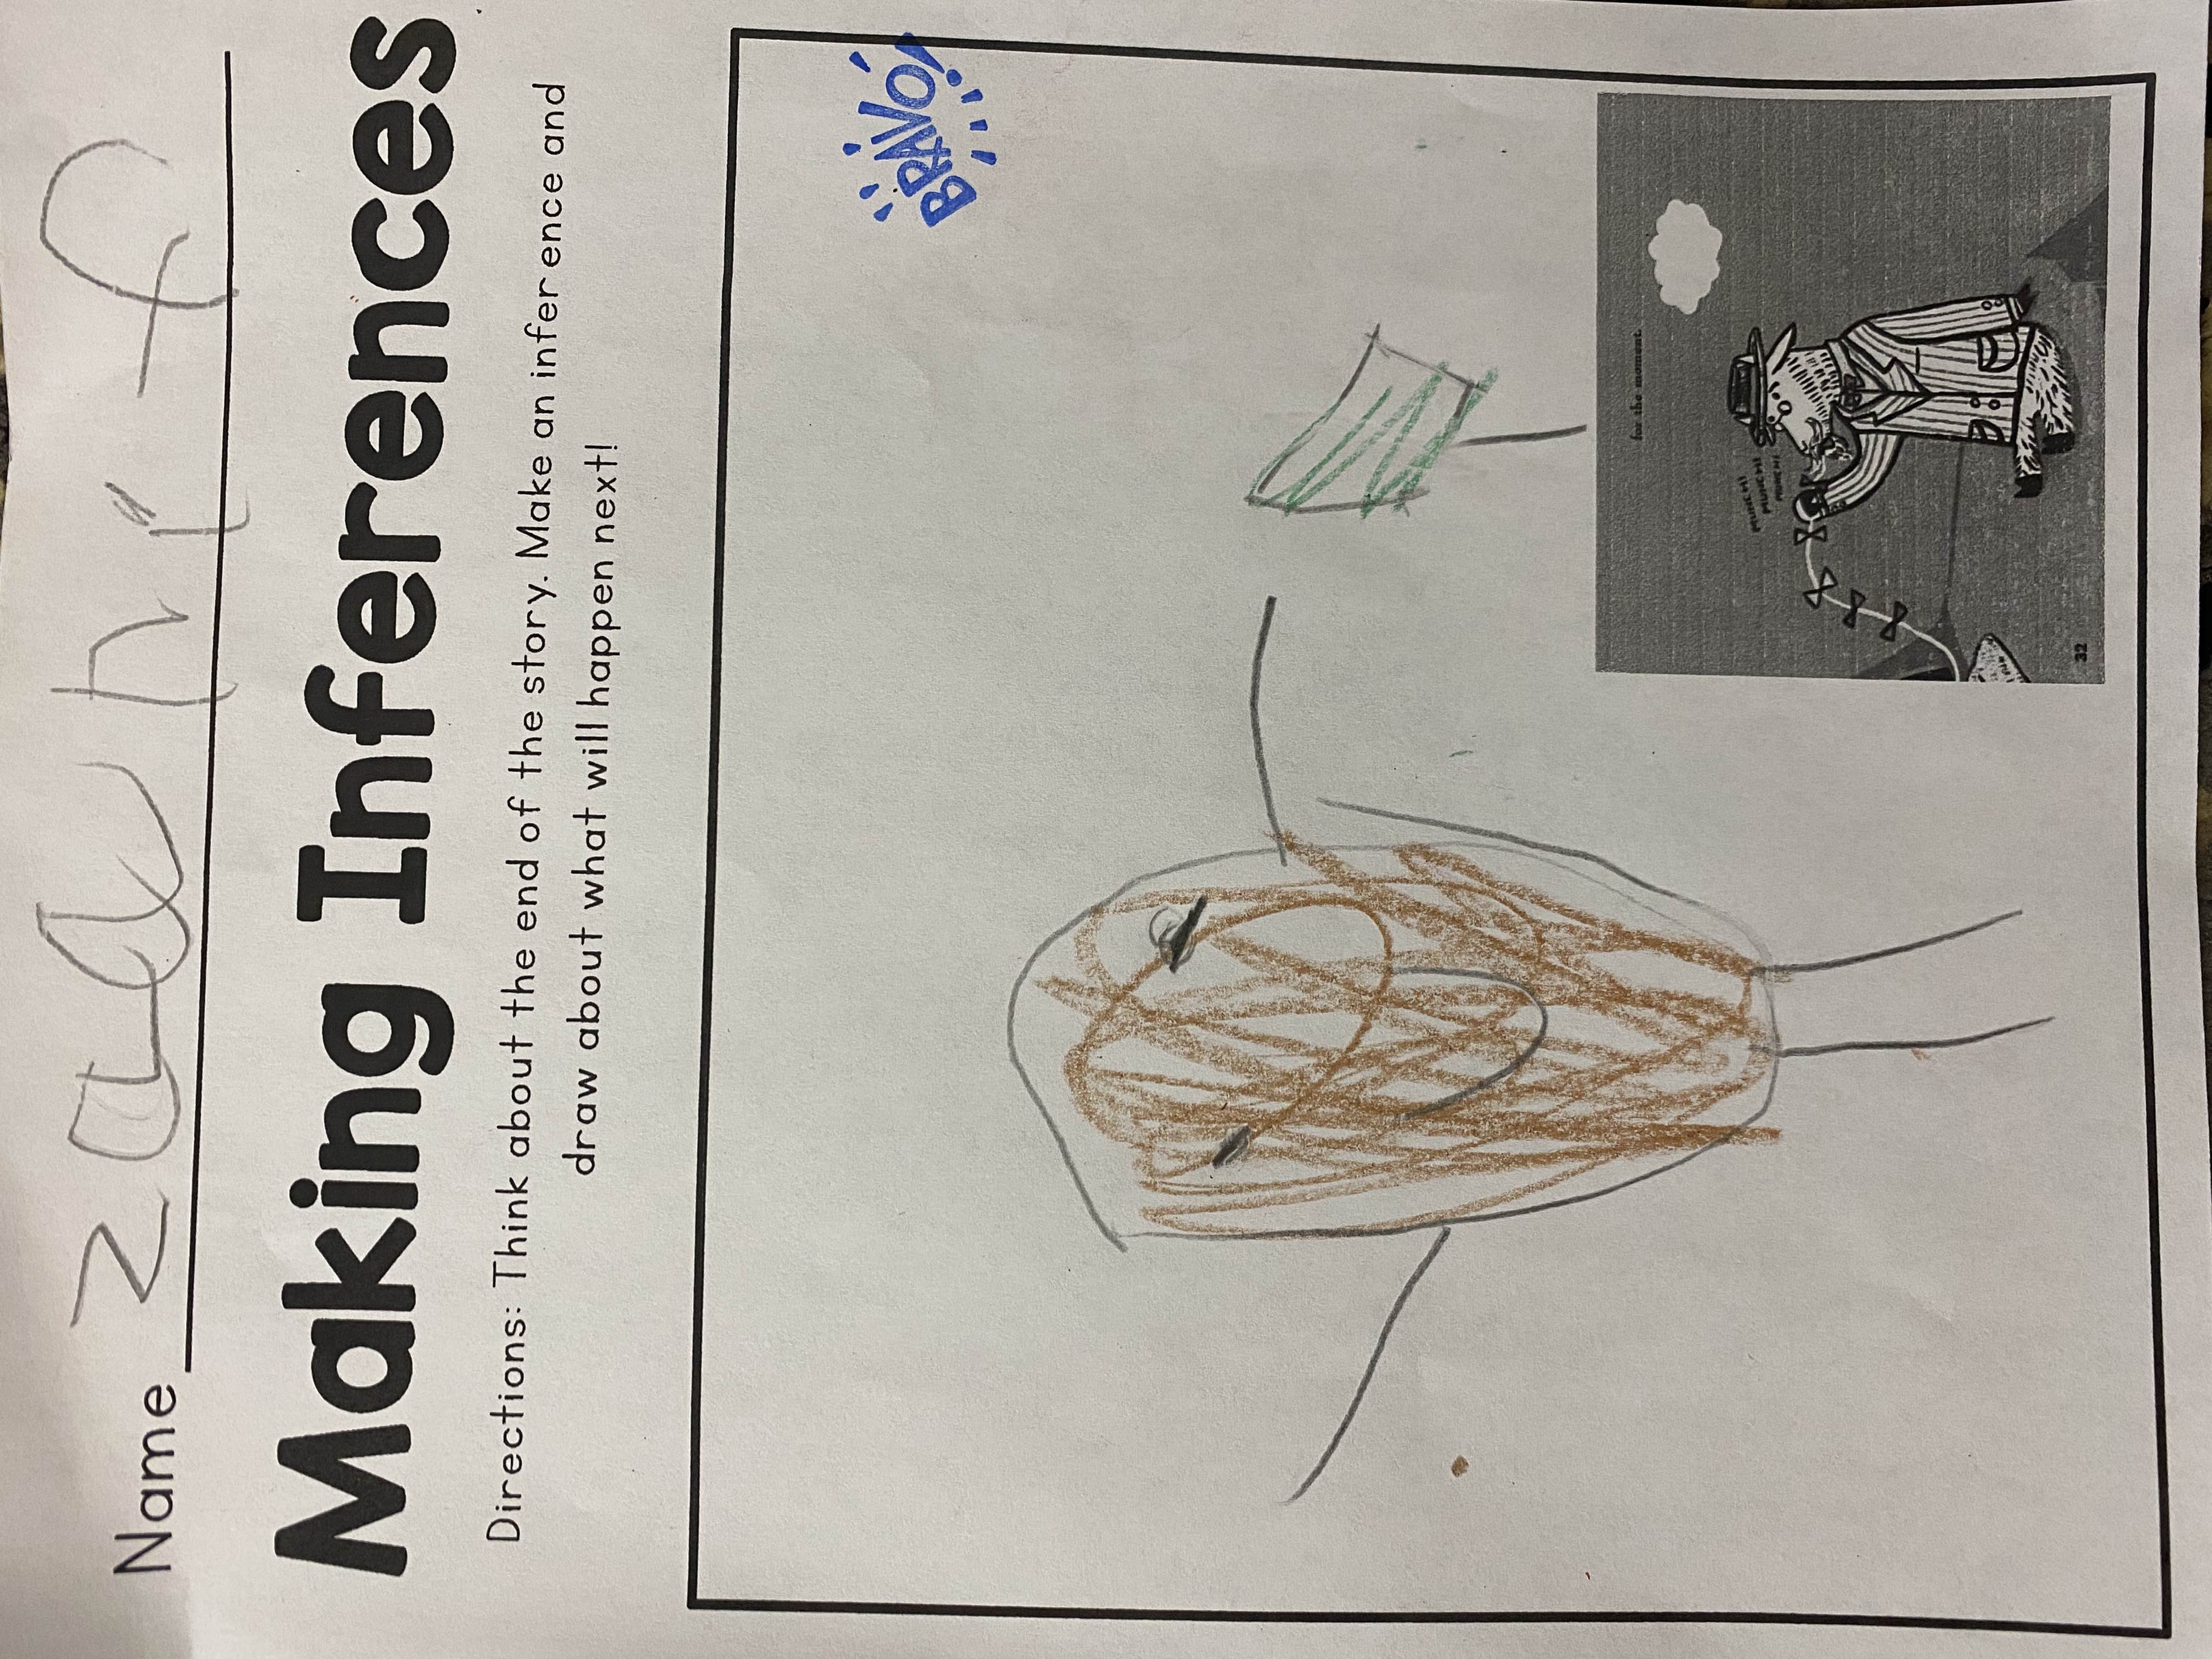 Name
Making Inferences
Directions: Think about the end of the story. Make an inference and
draw about what will happen next!
BRAVO!
for the moment.
MUNCH!
MUNCH!
MUNCH!
32